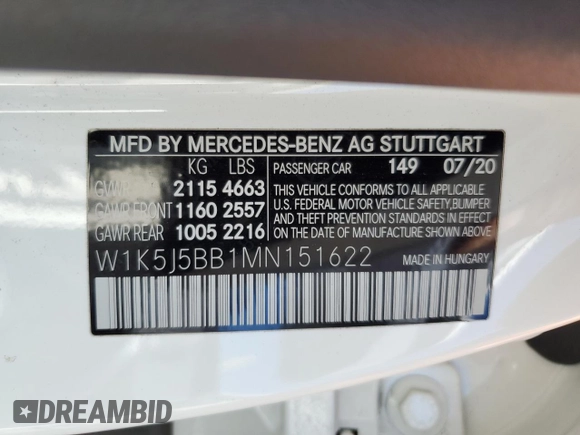 MFD BY MERCEDES-BENZ AG STUTTGART
KG LBS PASSENGER CAR 149 07/20
GVWR 2115 4663 THIS VEHICLE CONFORMS TO ALL APPLICABLE
GAWR FRONT 1160 2557 U.S. FEDERAL MOTOR VEHICLE SAFETY, BUMPER
AND THEFT PREVENTION STANDARDS IN EFFECT
GAWR REAR 1005 2216 ON THE DATE OF MANUFACTURE SHOWN ABOVE.
W1K5J5BB1MN151622 MADE IN HUNGARY
DREAMBID